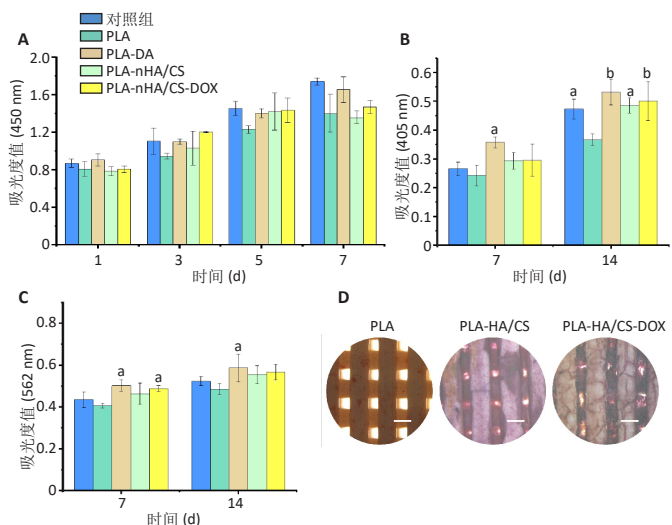 A
对照组
PLA
PLA-DA
PLA-nHA/CS
PLA-nHA/CS-DOX
吸光度值 (450 nm)
1.6
1.2
0.8
0.4
0.0
1
3
5
7
时间 (d)
B
吸光度值 (405 nm)
0.6
0.5
0.4
0.3
0.2
0.1
0
a
b
a
b
7
14
时间 (d)
C
吸光度值 (562 nm)
0.8
0.6
0.4
0.2
0
a
a
a
7
14
时间 (d)
D
PLA
PLA-HA/CS
PLA-HA/CS-DOX